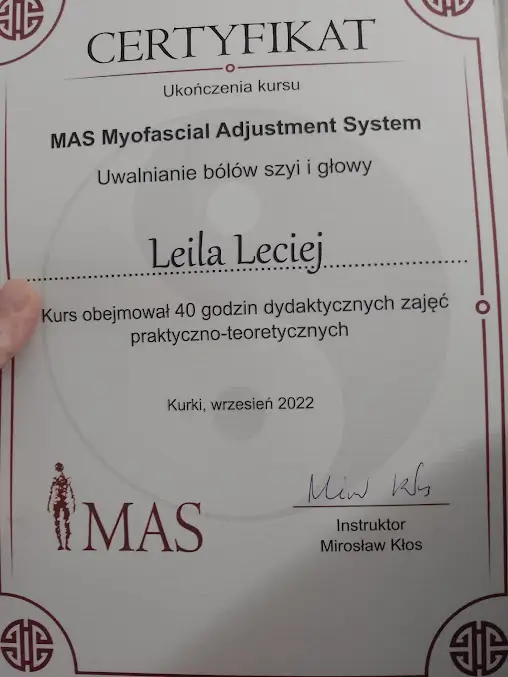 CERTYFIKAT
Ukończenia kursu
MAS Myofascial Adjustment System
Uwalnianie bólów szyi i głowy
Leila Leciej
Kurs obejmował 40 godzin dydaktycznych zajęć
praktyczno-teoretycznych
Kurki, wrzesień 2022
MAS
Instruktor
Mirosław Kłos